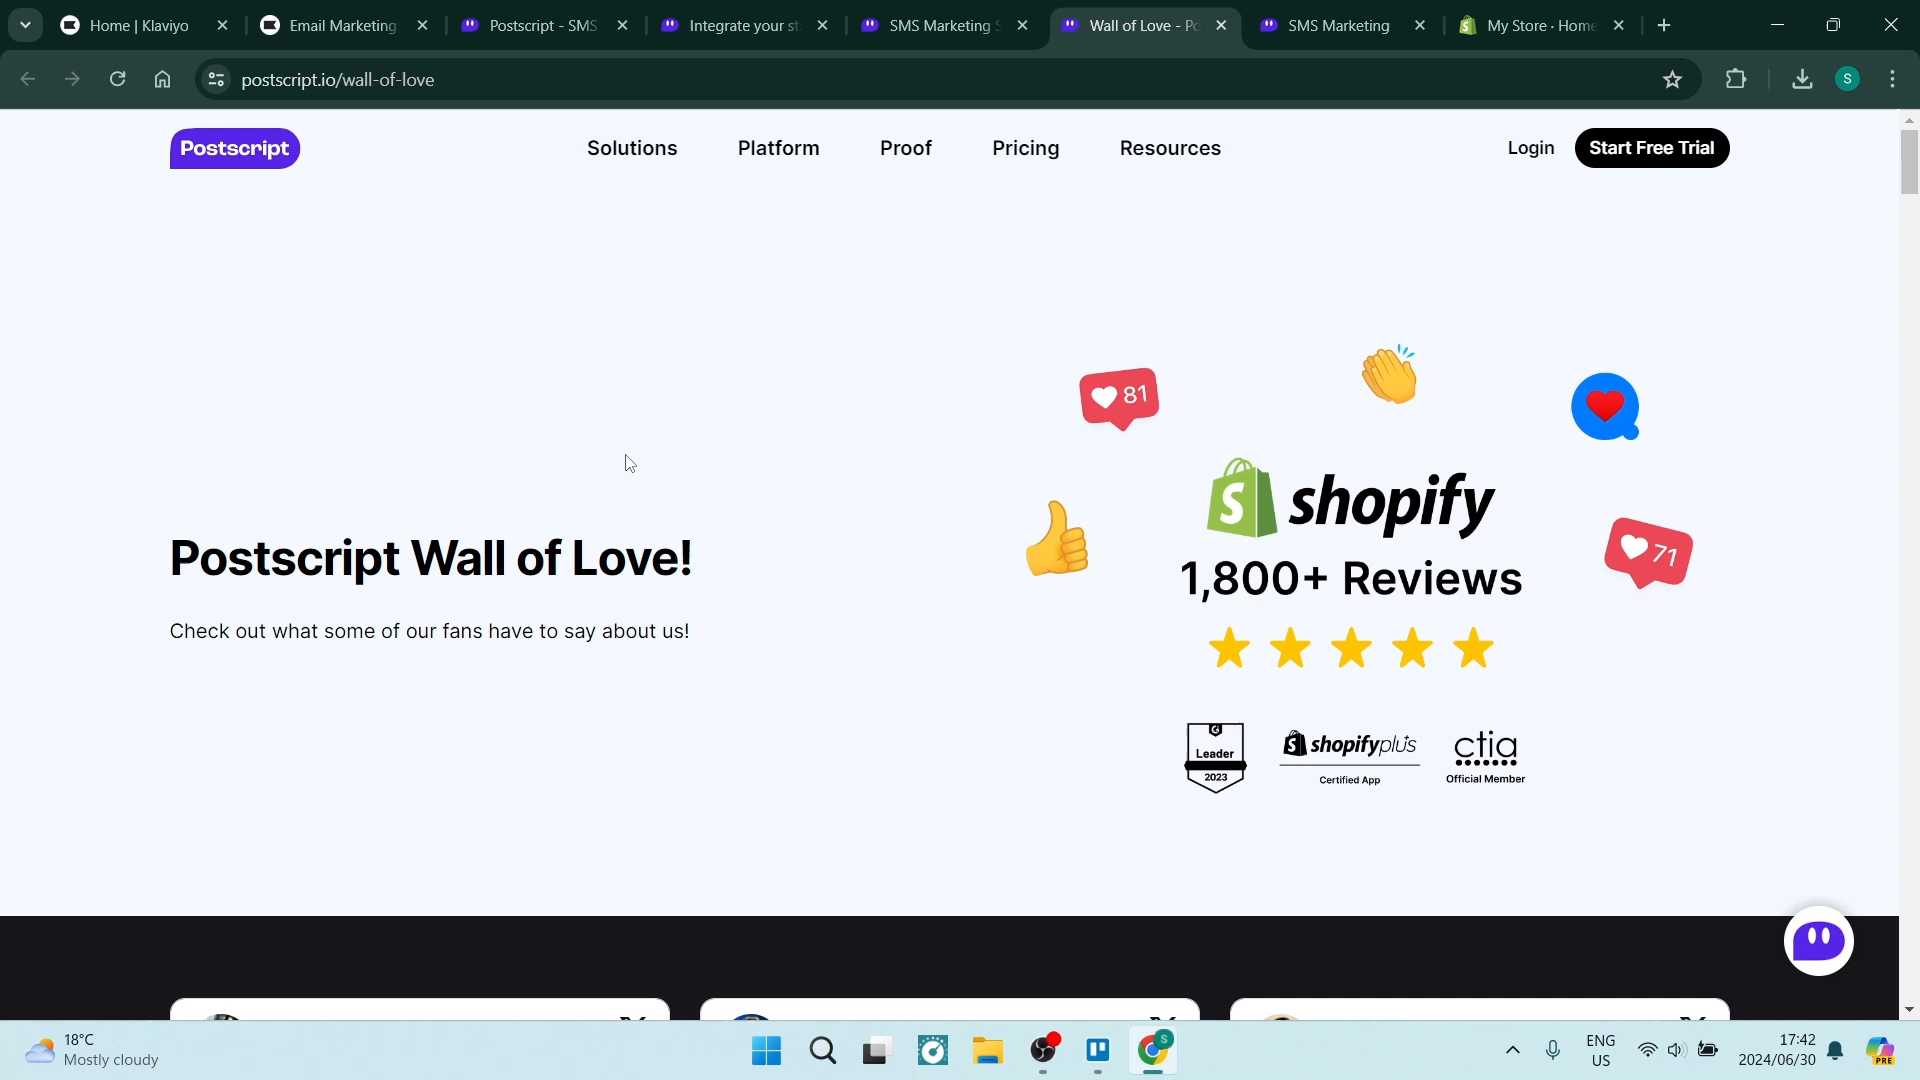 Home | Klaviyo
Email Marketing
Postscript - SMS
Integrate your st
SMS Marketing S
Wall of Love - Po
SMS Marketing
My Store · Home
postscript.io/wall-of-love
S
Postscript
Solutions
Platform
Proof
Pricing
Resources
Login
Start Free Trial
81
shopify
71
1,800+ Reviews
Postscript Wall of Love!
Check out what some of our fans have to say about us!
G
Leader
2023
shopifyplus
Certified App
ctia
Official Member
18°C
Mostly cloudy
S
ENG
US
17:42
2024/06/30
PRE